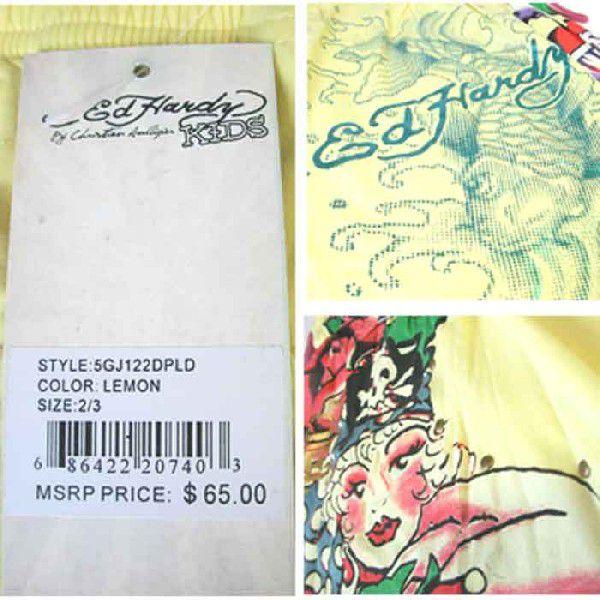 Ed Hardy
By Christian Audigier
KIDS
STYLE:5GJ122DPLD
COLOR: LEMON
SIZE:2/3
6 86422 20740 3
MSRP PRICE: $ 65.00
Ed Hardy